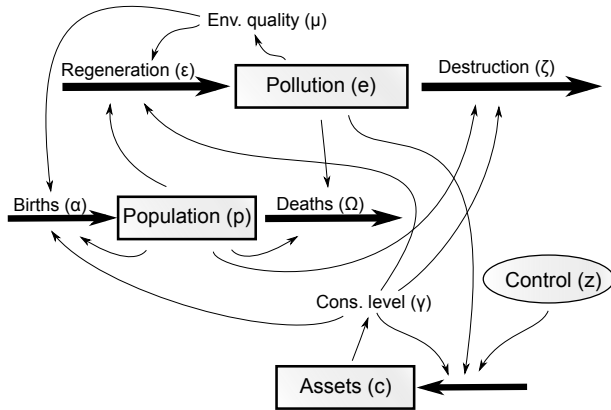 Env. quality (μ)
Regeneration (ε)
Pollution (e)
Destruction (ζ)
Births (α)
Population (p)
Deaths (Ω)
Cons. level (γ)
Control (z)
Assets (c)